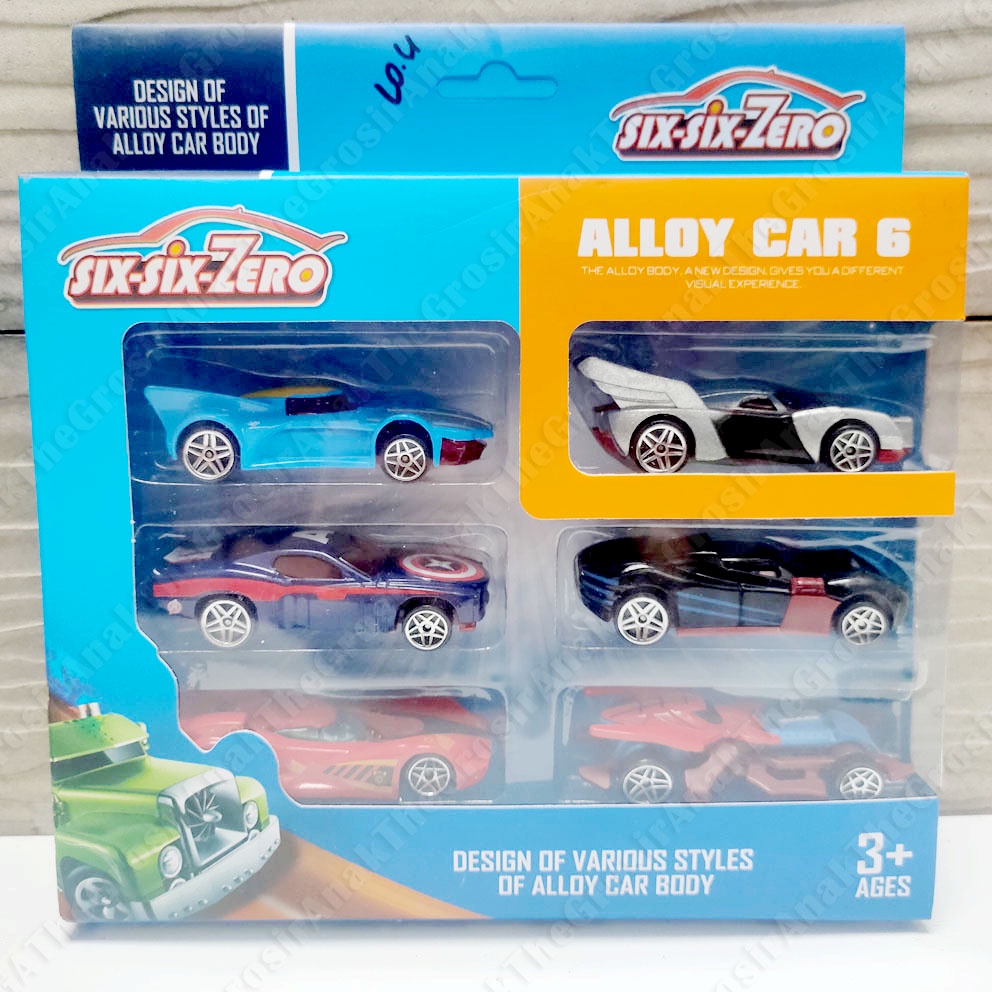 DESIGN OF
VARIOUS STYLES OF
ALLOY CAR BODY
SIX-SIX-ZERO
SIX-SIX-ZERO
ALLOY CAR 6
THE ALLOY BODY, A NEW DESIGN, GIVES YOU A DIFFERENT
VISUAL EXPERIENCE.
DESIGN OF VARIOUS STYLES
OF ALLOY CAR BODY
3+
AGES
TheGrosirAnak